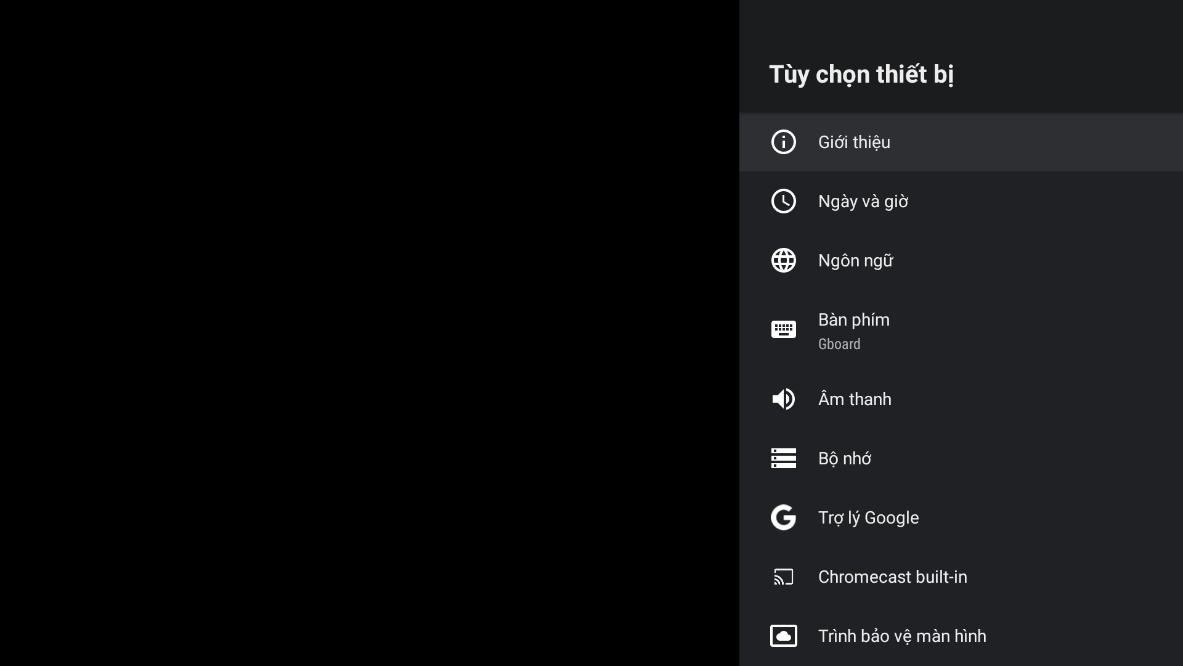 Tùy chọn thiết bị
Giới thiệu
Ngày và giờ
Ngôn ngữ
Bàn phím
Gboard
Âm thanh
Bộ nhớ
Trợ lý Google
Chromecast built-in
Trình bảo vệ màn hình